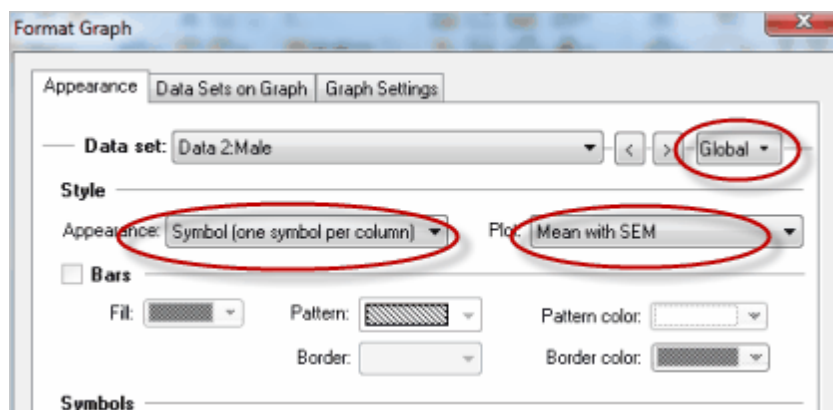 Format Graph
Appearance Data Sets on Graph Graph Settings
Data set: Data 2:Male < > Global
Style
Appearance: Symbol (one symbol per column) Plot: Mean with SEM
Bars
Fill: Pattern: Pattern color:
Border: Border color:
Symbols